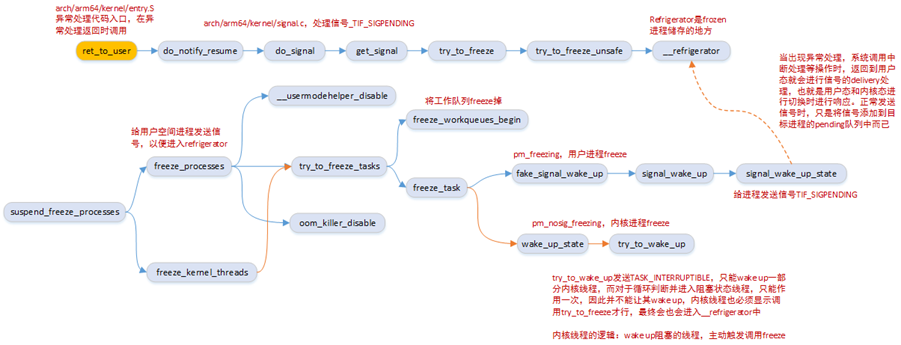 arch/arm64/kernel/entry.S
异常处理代码入口，在异
常处理返回时调用
arch/arm64/kernel/signal.c，处理信号_TIF_SIGPENDING
Refrigerator是frozen
进程储存的地方
ret_to_user
do_notify_resume
do_signal
get_signal
try_to_freeze
try_to_freeze_unsafe
__refrigerator
当出现异常处理，系统调用中
断处理等操作时，返回到用户
态就会进行信号的delivery处
理，也就是用户态和内核态进
行切换时进行响应。正常发送
信号时，只是将信号添加到目
标进程的pending队列中而已
__usermodehelper_disable
将工作队列freeze掉
freeze_workqueues_begin
给用户空间进程发送信
号，以便进入refrigerator
freeze_processes
try_to_freeze_tasks
pm_freezing，用户进程freeze
fake_signal_wake_up
signal_wake_up
signal_wake_up_state
freeze_task
给进程发送信号TIF_SIGPENDING
suspend_freeze_processes
oom_killer_disable
pm_nosig_freezing，内核进程freeze
wake_up_state
try_to_wake_up
freeze_kernel_threads
try_to_wake_up发送TASK_INTERRUPTIBLE，只能wake up一部
分内核线程，而对于循环判断并进入阻塞状态线程，只能作
用一次，因此并不能让其wake up，内核线程也必须显示调
用try_to_freeze才行，最终会也会进入__refrigerator中
内核线程的逻辑：wake up阻塞的线程，主动触发调用freeze